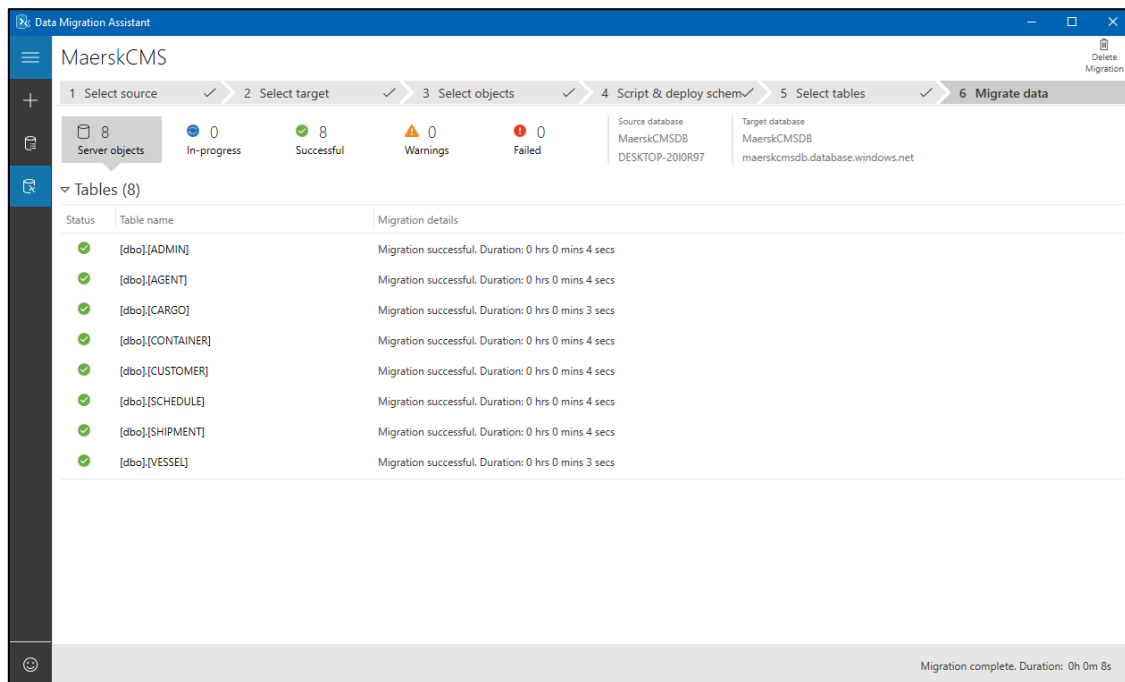 Data Migration Assistant
MaerskCMS
Delete
Migration
1 Select source
2 Select target
3 Select objects
4 Script & deploy schem
5 Select tables
6 Migrate data
8
Server objects
0
In-progress
8
Successful
0
Warnings
0
Failed
Source database
MaerskCMSDB
DESKTOP-20I0R97
Target database
MaerskCMSDB
maerskcmsdb.database.windows.net
Tables (8)
Status Table name Migration details
[dbo].[ADMIN] Migration successful. Duration: 0 hrs 0 mins 4 secs
[dbo].[AGENT] Migration successful. Duration: 0 hrs 0 mins 4 secs
[dbo].[CARGO] Migration successful. Duration: 0 hrs 0 mins 3 secs
[dbo].[CONTAINER] Migration successful. Duration: 0 hrs 0 mins 4 secs
[dbo].[CUSTOMER] Migration successful. Duration: 0 hrs 0 mins 4 secs
[dbo].[SCHEDULE] Migration successful. Duration: 0 hrs 0 mins 4 secs
[dbo].[SHIPMENT] Migration successful. Duration: 0 hrs 0 mins 4 secs
[dbo].[VESSEL] Migration successful. Duration: 0 hrs 0 mins 3 secs
Migration complete. Duration: 0h 0m 8s